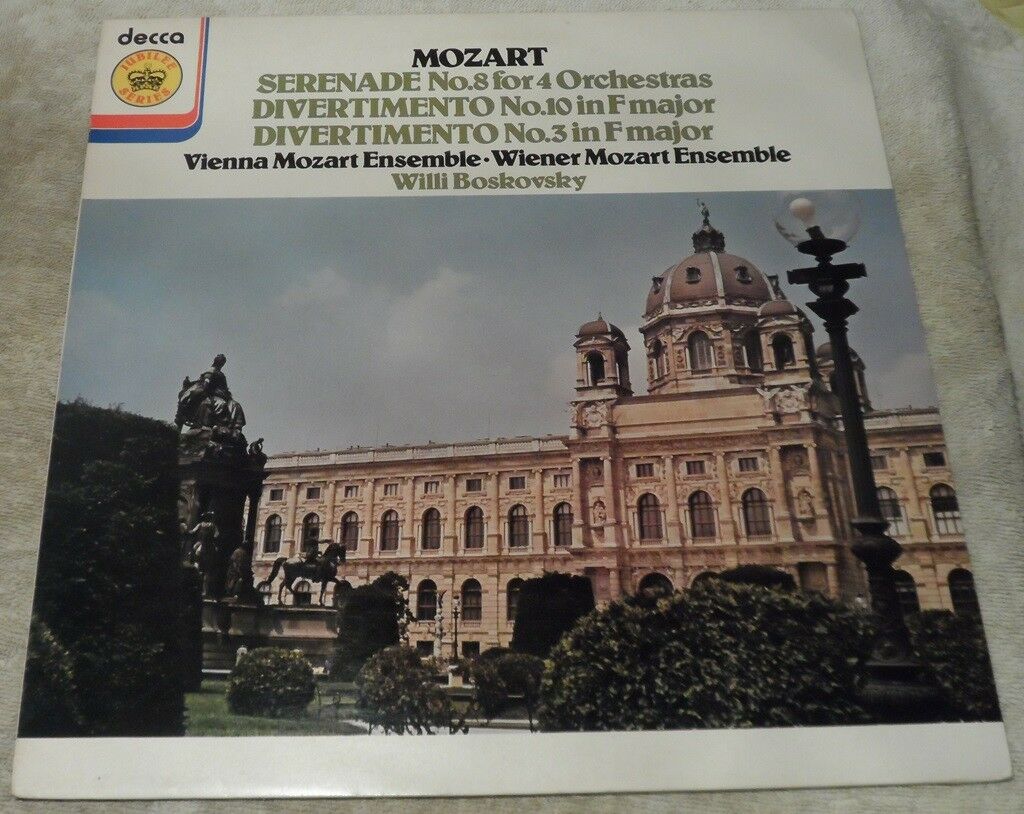 decca
JUBILEE
SERIES
MOZART
SERENADE No.8 for 4 Orchestras
DIVERTIMENTO No.10 in F major
DIVERTIMENTO No.3 in F major
Vienna Mozart Ensemble · Wiener Mozart Ensemble
Willi Boskovsky